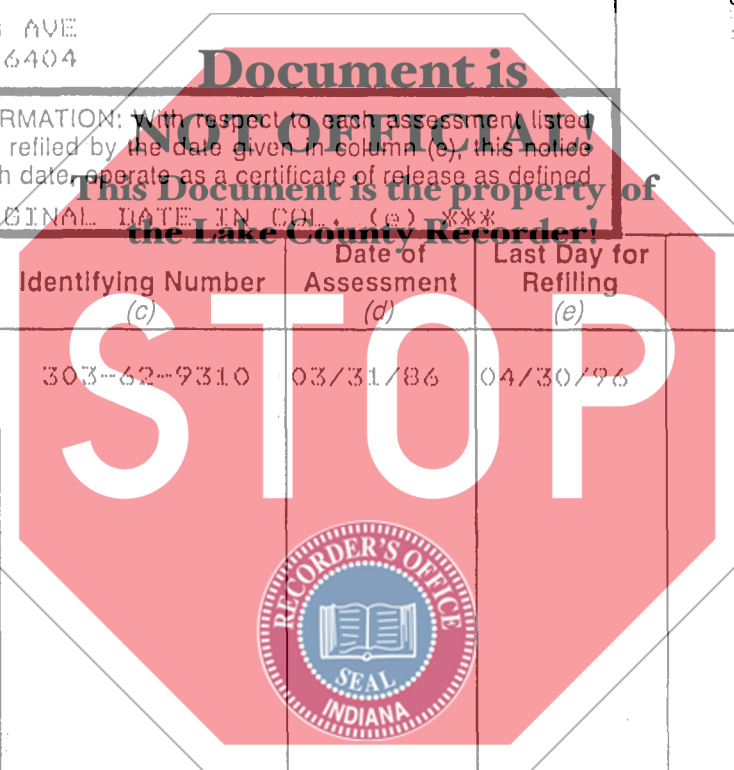 AVE
6404
Document is
NOT OFFICIAL!
RMATION: With respect to each assessment listed
refiled by the date given in column (e), this notice
h date, operate as a certificate of release as defined
This Document is the property of
GINAL DATE IN COL. (e) ***
the Lake County Recorder!
Identifying Number
(c)
Date of
Assessment
(d)
Last Day for
Refiling
(e)
STOP
[redacted] 03/31/86 04/30/96
RECORDER'S OFFICE
SEAL
INDIANA